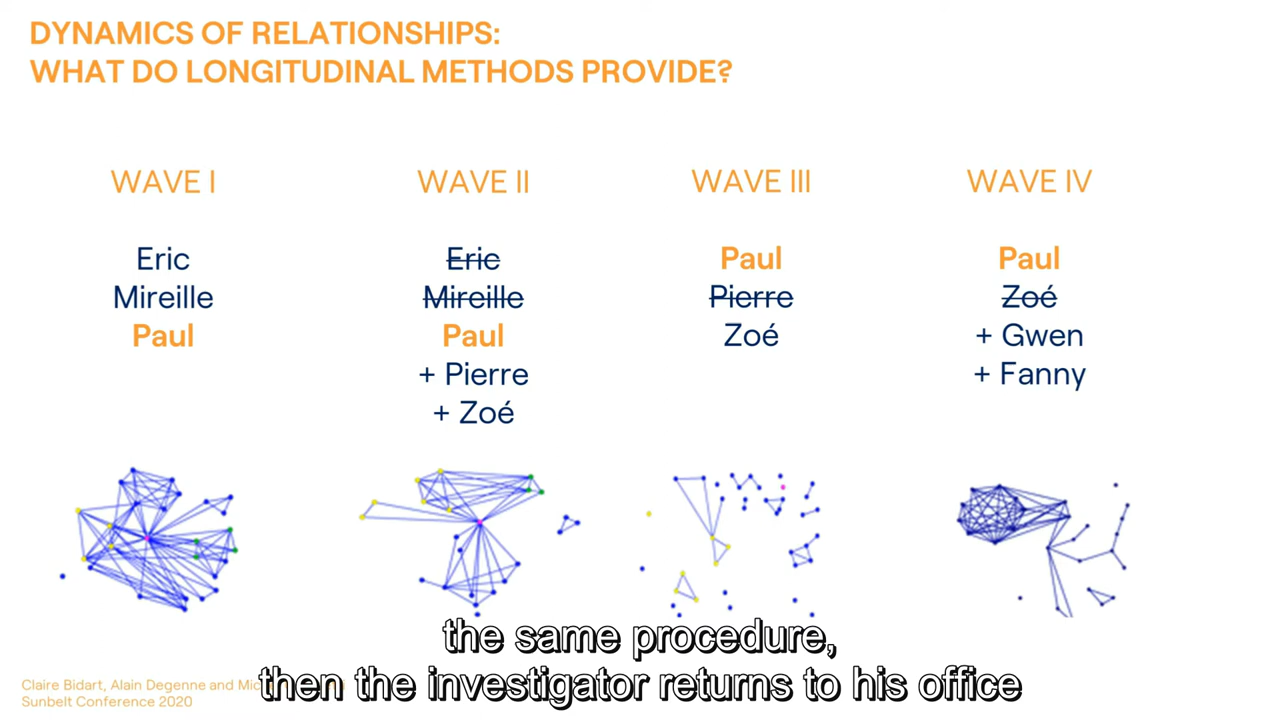 DYNAMICS OF RELATIONSHIPS:
WHAT DO LONGITUDINAL METHODS PROVIDE?
WAVE I
Eric
Mireille
Paul
WAVE II
Eric
Mireille
Paul
+ Pierre
+ Zoé
WAVE III
Paul
Pierre
Zoé
WAVE IV
Paul
Zoé
+ Gwen
+ Fanny
the same procedure,
then the investigator returns to his office
Claire Bidart, Alain Degenne and
Sunbelt Conference 2020